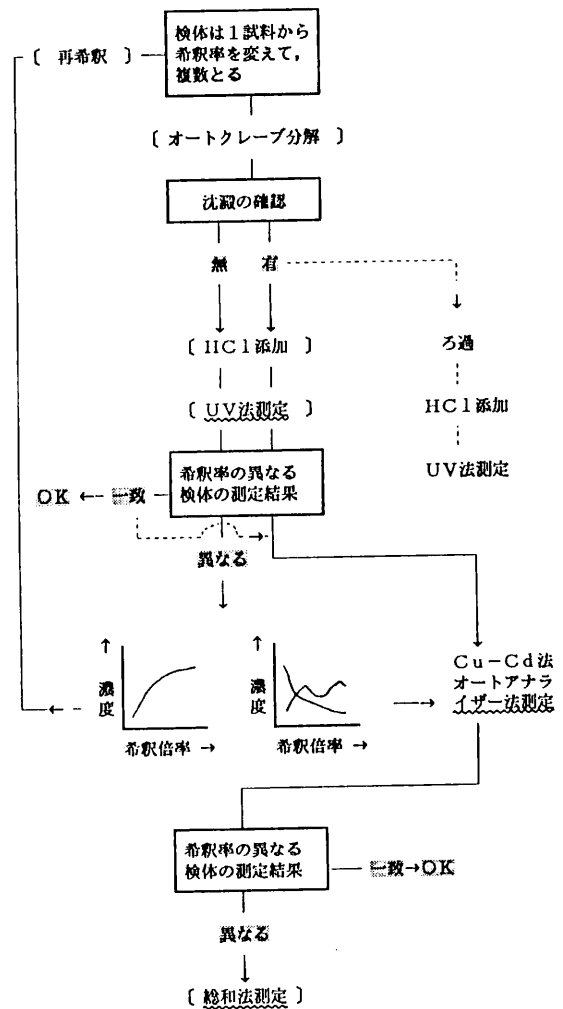 検体は１試料から
希釈率を変えて，
複数とる
〔 再希釈 〕
〔 オートクレーブ分解 〕
沈澱の確認
無 有
〔 ＨＣｌ添加 〕
ろ過
〔 ＵＶ法測定 〕
ＨＣｌ添加
ＵＶ法測定
希釈率の異なる
検体の測定結果
ＯＫ ←- 一致
異なる
↑
濃度
希釈倍率 →
↑
濃度
希釈倍率 →
Ｃｕ－Ｃｄ法
オートアナラ
イザー法測定
希釈率の異なる
検体の測定結果
一致→ＯＫ
異なる
〔 総和法測定 〕